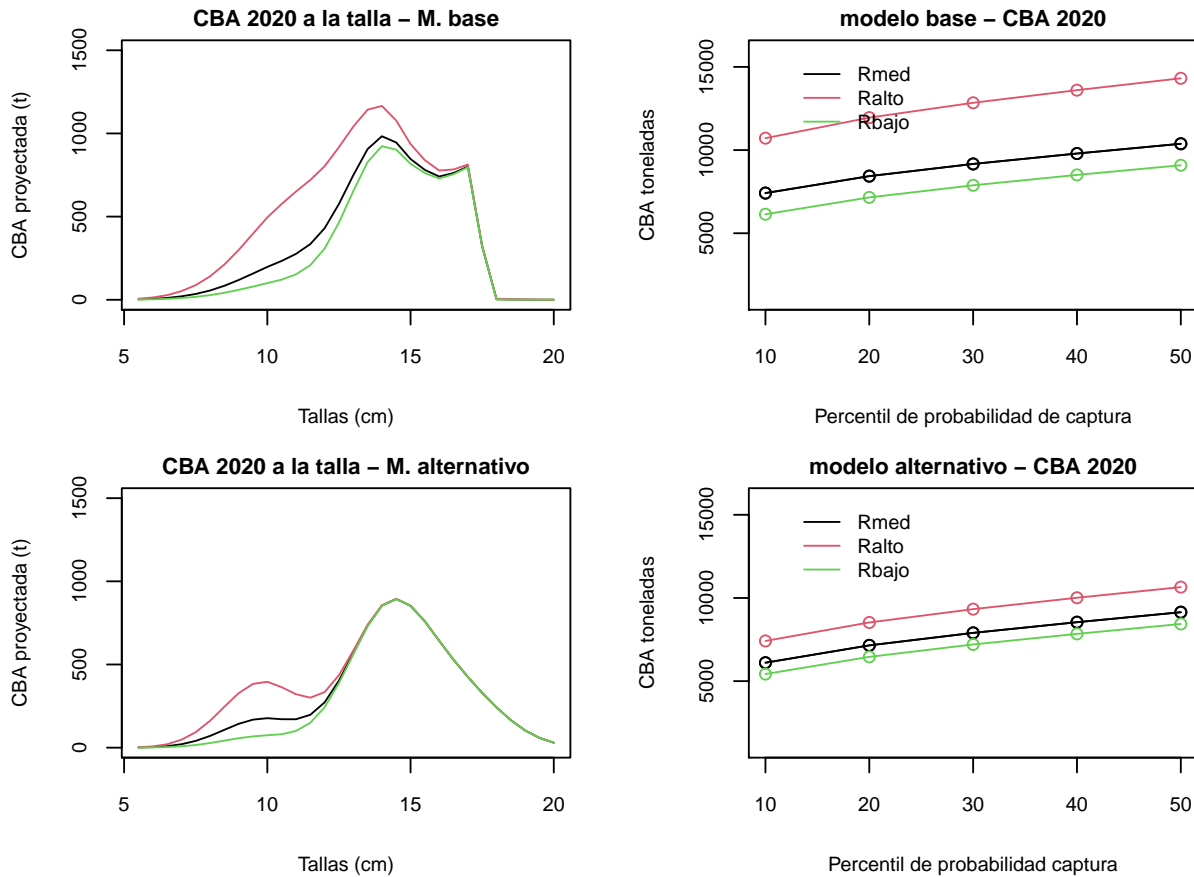 CBA 2020 a la talla – M. base
CBA proyectada (t)
1500
1000
500
0
5
10
15
20
Tallas (cm)
modelo base – CBA 2020
CBA toneladas
15000
10000
5000
Rmed
Ralto
Rbajo
10
20
30
40
50
Percentil de probabilidad de captura
CBA 2020 a la talla – M. alternativo
CBA proyectada (t)
1500
1000
500
0
5
10
15
20
Tallas (cm)
modelo alternativo – CBA 2020
CBA toneladas
15000
10000
5000
Rmed
Ralto
Rbajo
10
20
30
40
50
Percentil de probabilidad captura